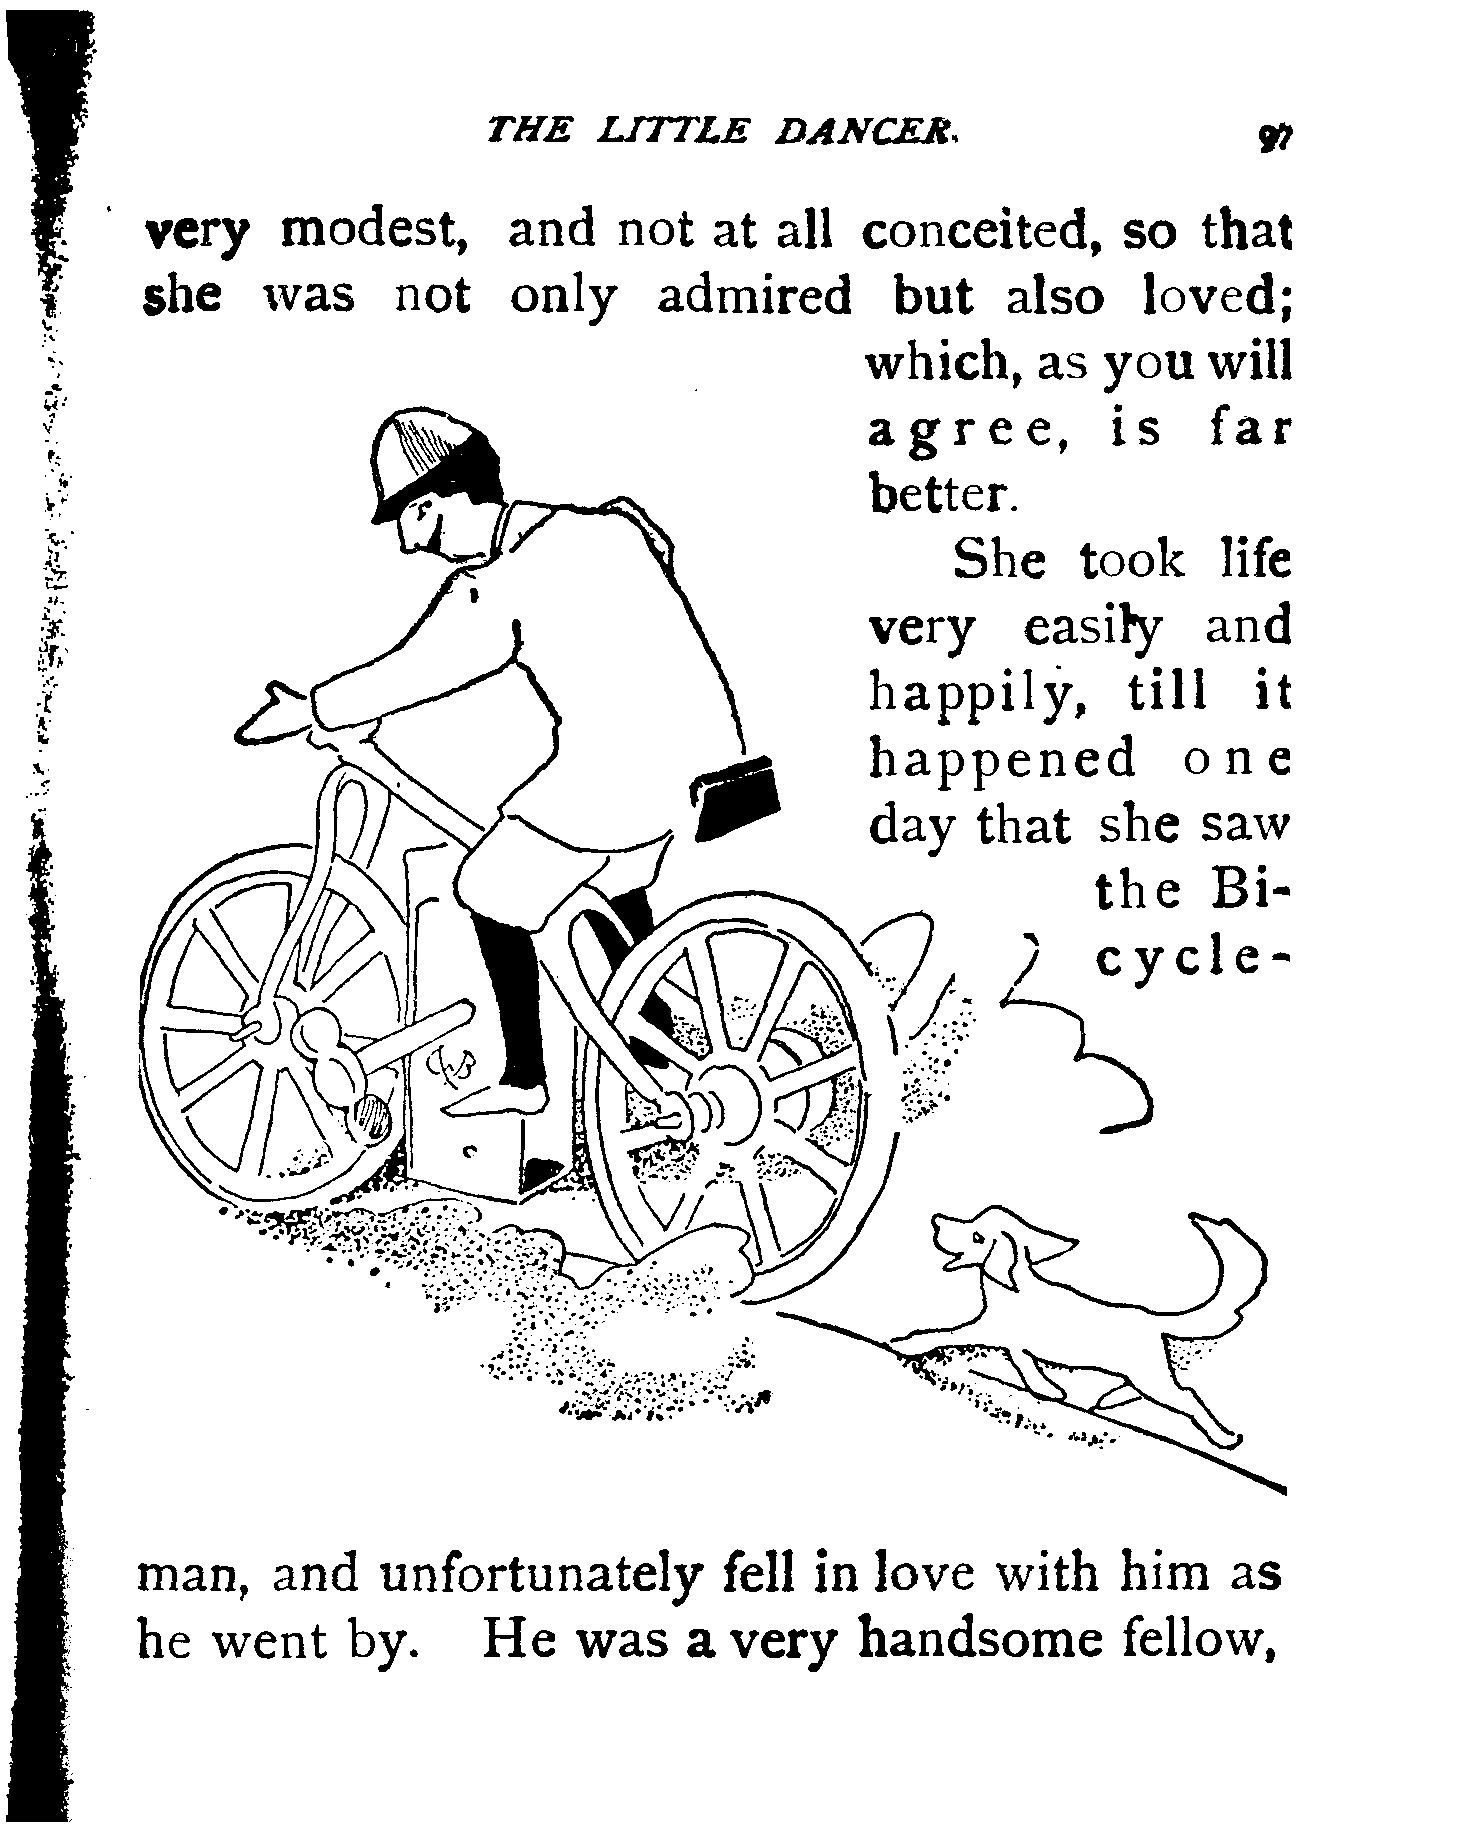 THE LITTLE DANCER. 97
very modest, and not at all conceited, so that
she was not only admired but also loved;
which, as you will
agree, is far
better.
She took life
very easily and
happily, till it
happened one
day that she saw
the Bi-
cycle-
man, and unfortunately fell in love with him as
he went by. He was a very handsome fellow,